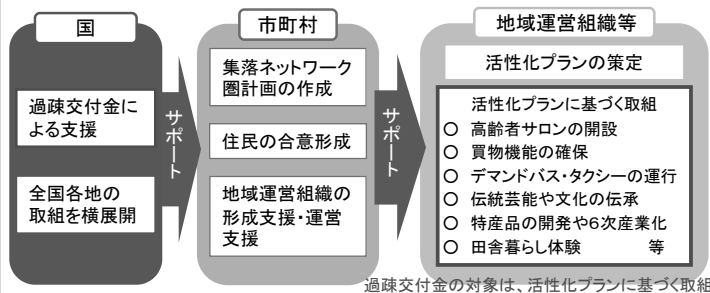 国
過疎交付金に
よる支援
全国各地の
取組を横展開
サポート
市町村
集落ネットワーク
圏計画の作成
住民の合意形成
地域運営組織の
形成支援・運営
支援
サポート
地域運営組織等
活性化プランの策定
活性化プランに基づく取組
○ 高齢者サロンの開設
○ 買物機能の確保
○ デマンドバス・タクシーの運行
○ 伝統芸能や文化の伝承
○ 特産品の開発や6次産業化
○ 田舎暮らし体験 等
過疎交付金の対象は、活性化プランに基づく取組